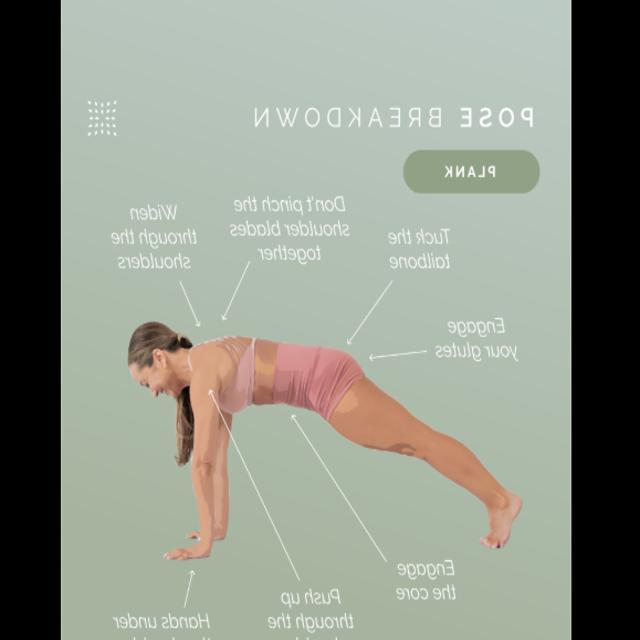 POSE BREAKDOWN
PLANK
Widen
through the
shoulders
Don't pinch the
shoulder blades
together
Tuck the
tailbone
Engage
your glutes
Engage
the core
Push up
through the
Hands under